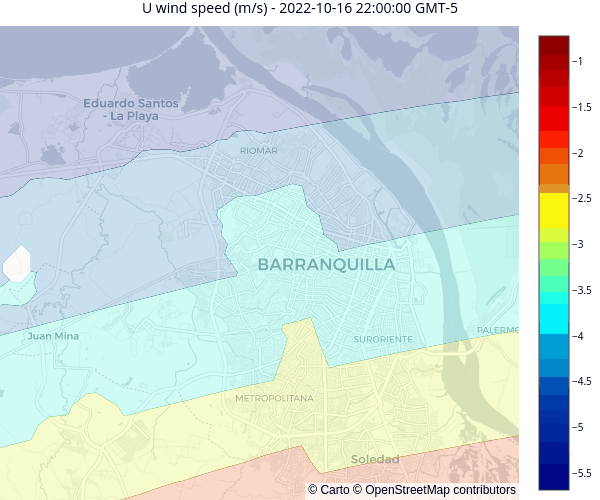 U wind speed (m/s) - 2022-10-16 22:00:00 GMT-5
Eduardo Santos
- La Playa
RIOMAR
BARRANQUILLA
Juan Mina
SURORIENTE
PALERMO
METROPOLITANA
Soledad
© Carto © OpenStreetMap contributors
−1
−1.5
−2
−2.5
−3
−3.5
−4
−4.5
−5
−5.5